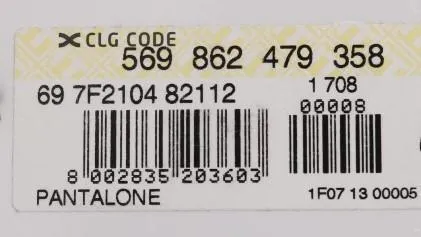 CLG CODE
569 862 479 358
69 7F2104 82112
1 708
00008
8 002835 203603
PANTALONE
1F07 13 00005